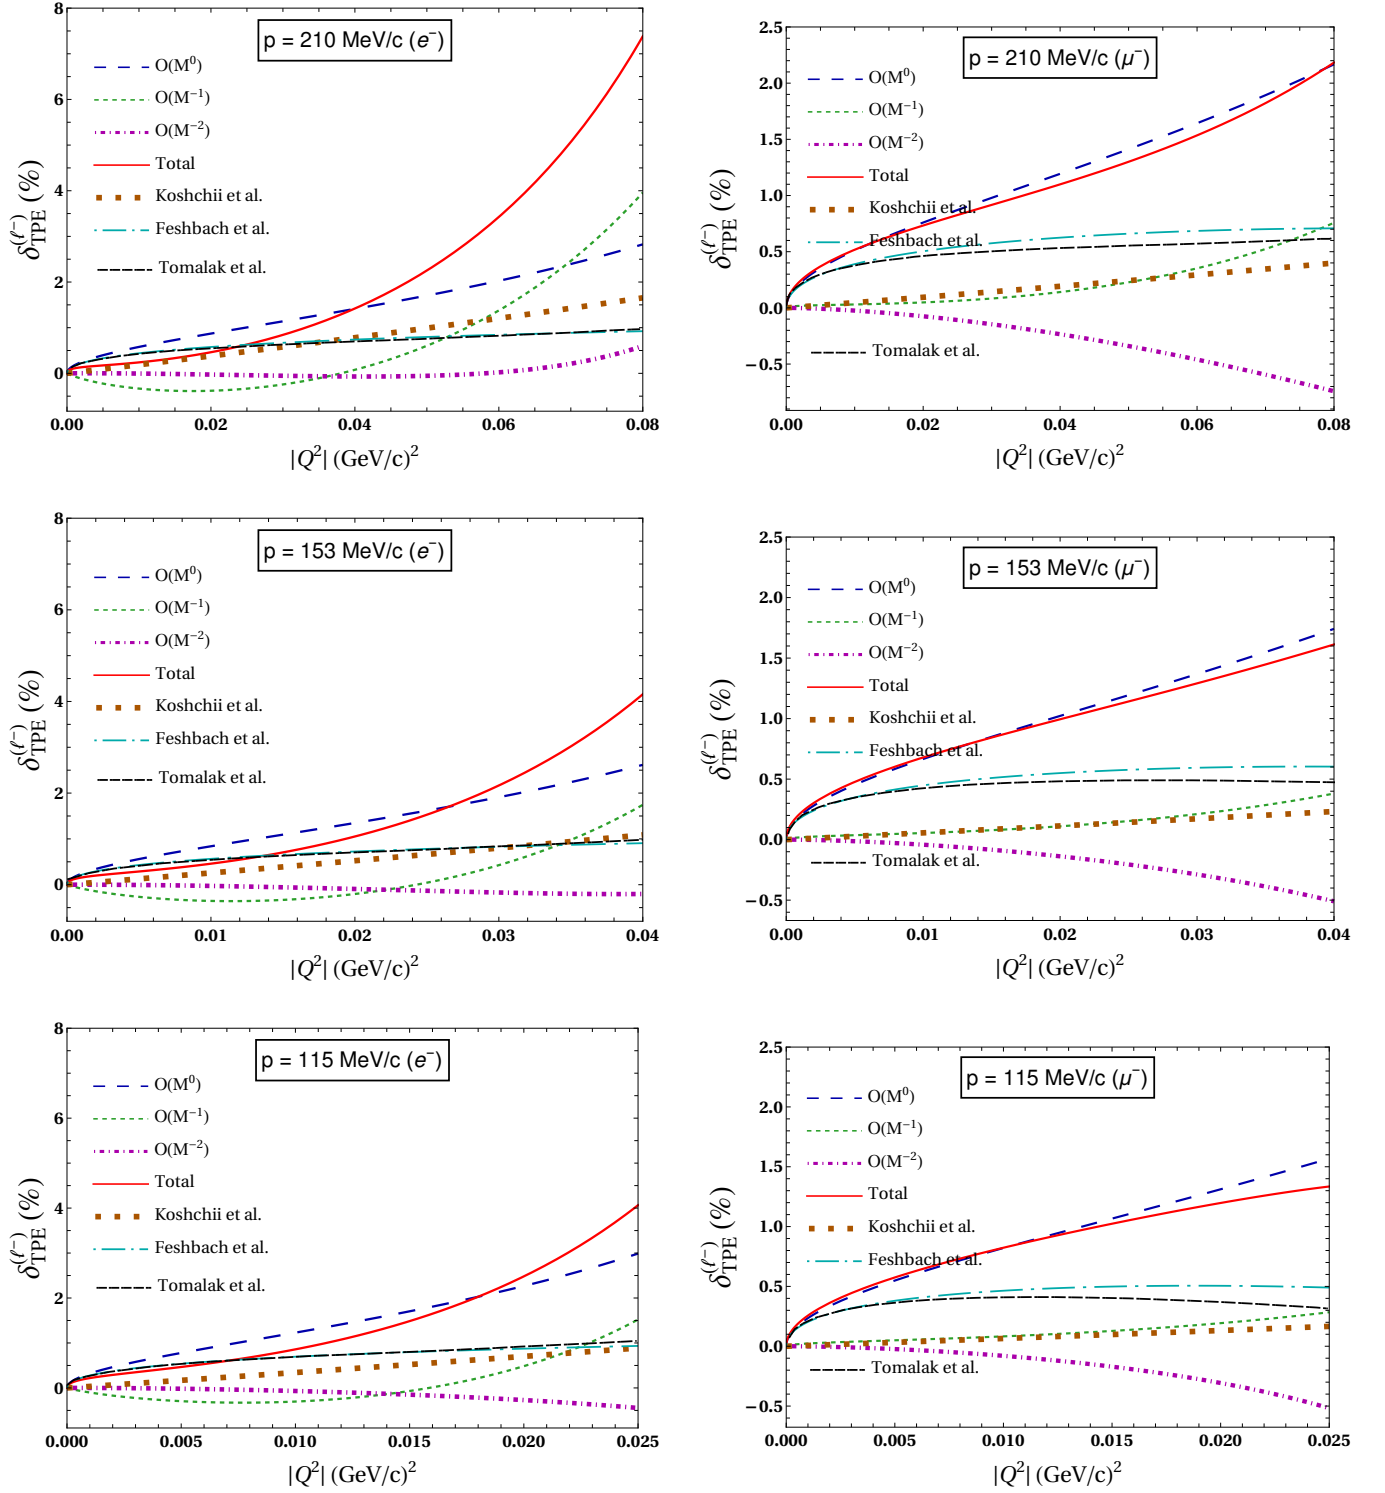 p = 210 MeV/c (e⁻)
O(M⁰)
O(M⁻¹)
O(M⁻²)
Total
Koshchii et al.
Feshbach et al.
Tomalak et al.
δ_TPE^(ℓ⁻) (%)
8
6
4
2
0
0.00 0.02 0.04 0.06 0.08
|Q²| (GeV/c)²
p = 210 MeV/c (μ⁻)
O(M⁰)
O(M⁻¹)
O(M⁻²)
Total
Koshchii et al.
Feshbach et al.
Tomalak et al.
δ_TPE^(ℓ⁻) (%)
2.5
2.0
1.5
1.0
0.5
0.0
−0.5
0.00 0.02 0.04 0.06 0.08
|Q²| (GeV/c)²
p = 153 MeV/c (e⁻)
O(M⁰)
O(M⁻¹)
O(M⁻²)
Total
Koshchii et al.
Feshbach et al.
Tomalak et al.
δ_TPE^(ℓ⁻) (%)
8
6
4
2
0
0.00 0.01 0.02 0.03 0.04
|Q²| (GeV/c)²
p = 153 MeV/c (μ⁻)
O(M⁰)
O(M⁻¹)
O(M⁻²)
Total
Koshchii et al.
Feshbach et al.
Tomalak et al.
δ_TPE^(ℓ⁻) (%)
2.5
2.0
1.5
1.0
0.5
0.0
−0.5
0.00 0.01 0.02 0.03 0.04
|Q²| (GeV/c)²
p = 115 MeV/c (e⁻)
O(M⁰)
O(M⁻¹)
O(M⁻²)
Total
Koshchii et al.
Feshbach et al.
Tomalak et al.
δ_TPE^(ℓ⁻) (%)
8
6
4
2
0
0.000 0.005 0.010 0.015 0.020 0.025
|Q²| (GeV/c)²
p = 115 MeV/c (μ⁻)
O(M⁰)
O(M⁻¹)
O(M⁻²)
Total
Koshchii et al.
Feshbach et al.
Tomalak et al.
δ_TPE^(ℓ⁻) (%)
2.5
2.0
1.5
1.0
0.5
0.0
−0.5
0.000 0.005 0.010 0.015 0.020 0.025
|Q²| (GeV/c)²